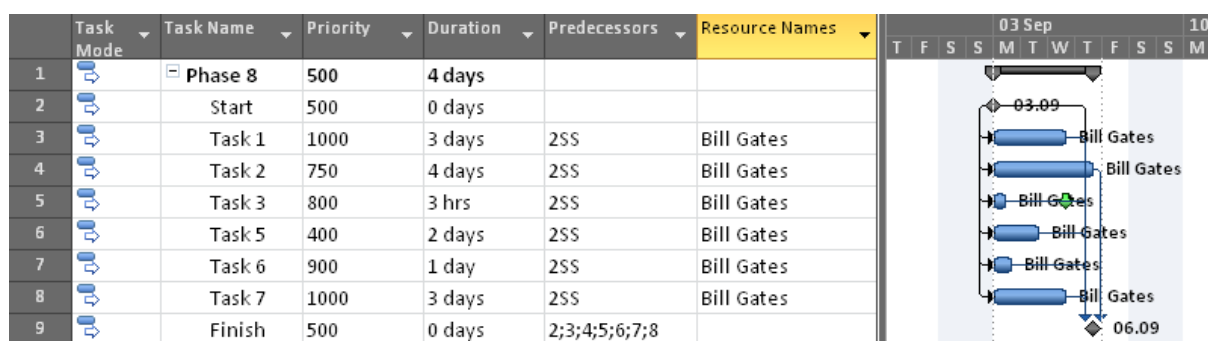 Task Mode Task Name Priority Duration Predecessors Resource Names 03 Sep 10
T F S S M T W T F S S M
1 Phase 8 500 4 days
2 Start 500 0 days 03.09
3 Task 1 1000 3 days 2SS Bill Gates Bill Gates
4 Task 2 750 4 days 2SS Bill Gates Bill Gates
5 Task 3 800 3 hrs 2SS Bill Gates Bill Gates
6 Task 5 400 2 days 2SS Bill Gates Bill Gates
7 Task 6 900 1 day 2SS Bill Gates Bill Gates
8 Task 7 1000 3 days 2SS Bill Gates Bill Gates
9 Finish 500 0 days 2;3;4;5;6;7;8 06.09